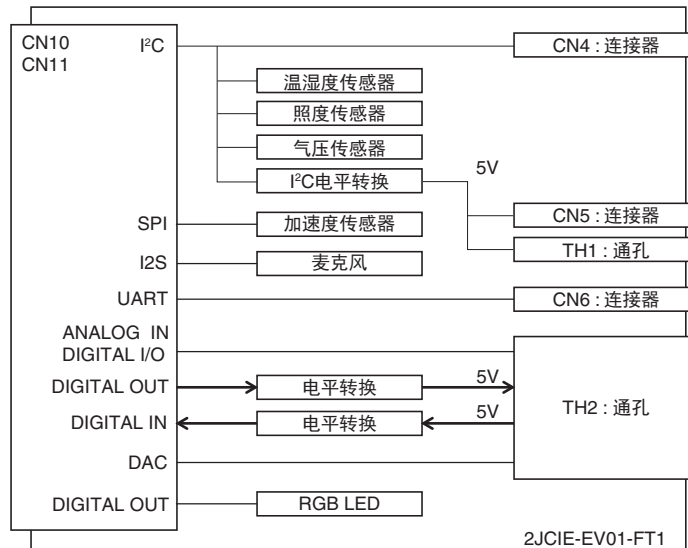 CN10
CN11
I²C
CN4 : 连接器
温湿度传感器
照度传感器
气压传感器
I²C电平转换
5V
CN5 : 连接器
SPI
加速度传感器
TH1 : 通孔
I2S
麦克风
UART
CN6 : 连接器
ANALOG IN
DIGITAL I/O
DIGITAL OUT
电平转换
5V
TH2 : 通孔
DIGITAL IN
电平转换
5V
DAC
DIGITAL OUT
RGB LED
2JCIE-EV01-FT1